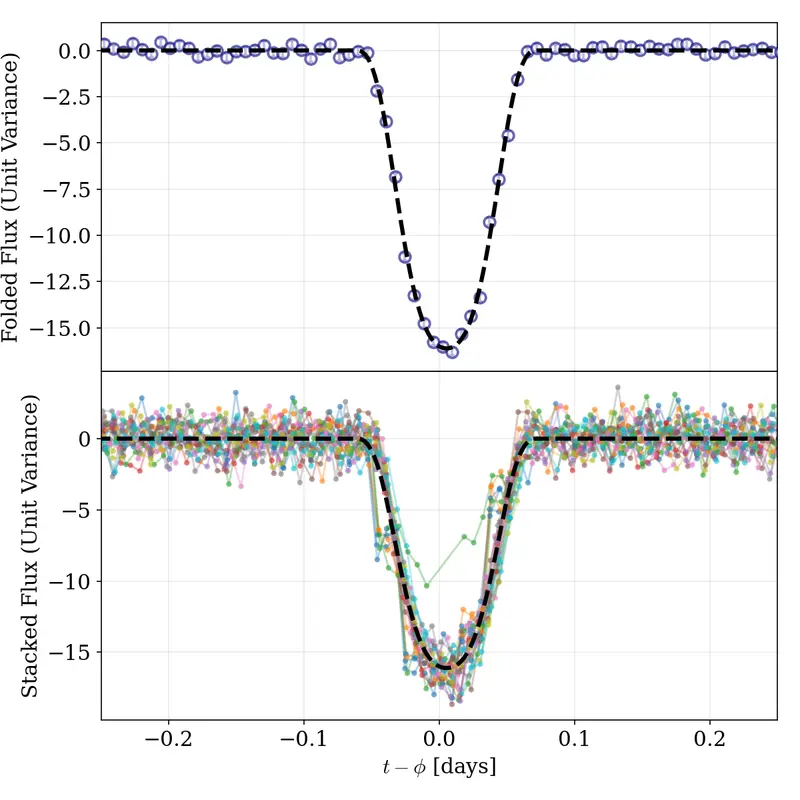 Folded Flux (Unit Variance)
0.0
−2.5
−5.0
−7.5
−10.0
−12.5
−15.0
Stacked Flux (Unit Variance)
0
−5
−10
−15
−0.2 −0.1 0.0 0.1 0.2
t − ϕ [days]